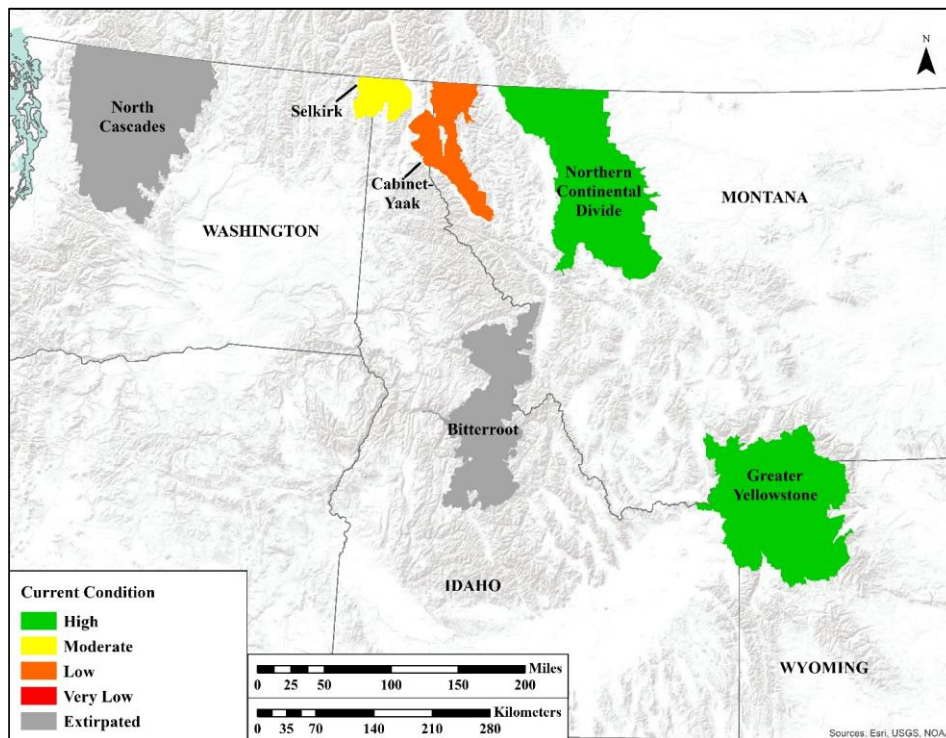 N
North
Cascades
Selkirk
Cabinet-
Yaak
Northern
Continental
Divide
MONTANA
WASHINGTON
Bitterroot
Greater
Yellowstone
IDAHO
WYOMING
Current Condition
High
Moderate
Low
Very Low
Extirpated
Miles
0 25 50 100 150 200
Kilometers
0 35 70 140 210 280
Sources: Esri, USGS, NOA